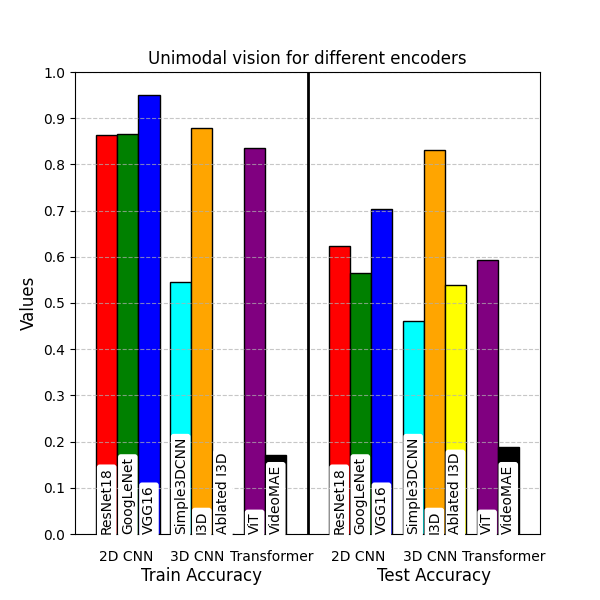 Unimodal vision for different encoders
Values
1.0
0.9
0.8
0.7
0.6
0.5
0.4
0.3
0.2
0.1
0.0
ResNet18
GoogLeNet
VGG16
Simple3DCNN
I3D
Ablated I3D
ViT
VideoMAE
ResNet18
GoogLeNet
VGG16
Simple3DCNN
I3D
Ablated I3D
ViT
VideoMAE
2D CNN 3D CNN Transformer 2D CNN 3D CNN Transformer
Train Accuracy Test Accuracy